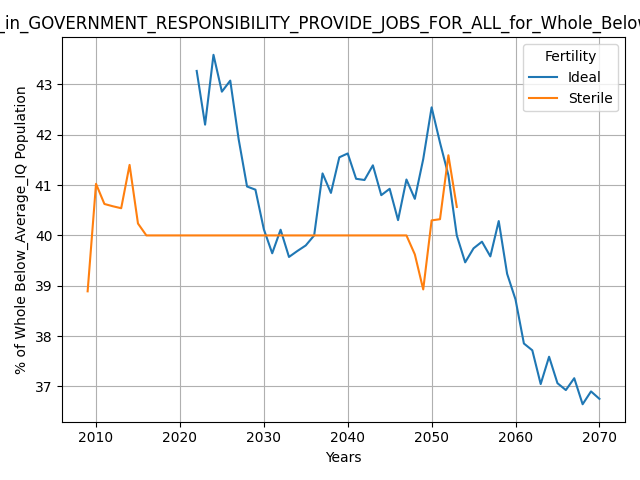 _in_GOVERNMENT_RESPONSIBILITY_PROVIDE_JOBS_FOR_ALL_for_Whole_Below
Fertility
Ideal
Sterile
% of Whole Below_Average_IQ Population
43
42
41
40
39
38
37
2010 2020 2030 2040 2050 2060 2070
Years